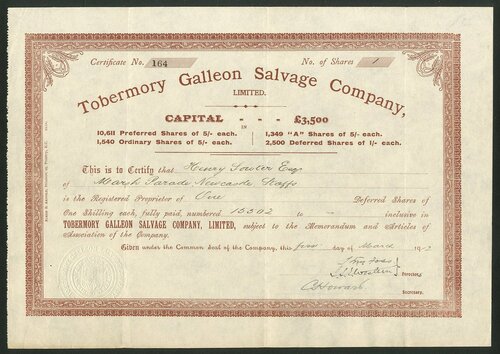 Certificate No. 164
No. of Shares 1
Tobermory Galleon Salvage Company,
LIMITED.
CAPITAL - - - £3,500
IN
10,611 Preferred Shares of 5/- each.
1,540 Ordinary Shares of 5/- each.
1,349 "A" Shares of 5/- each.
2,500 Deferred Shares of 1/- each.
This is to Certify that Henry Esq
of Marsh Parade Newcastle Staffs
is the Registered Proprietor of One Deferred Shares of
One Shilling each, fully paid, numbered 15502 to - inclusive in
TOBERMORY GALLEON SALVAGE COMPANY, LIMITED, subject to the Memorandum and Articles of
Association of the Company.
Given under the Common Seal of the Company, this first day of March 191
Directors.
Secretary.